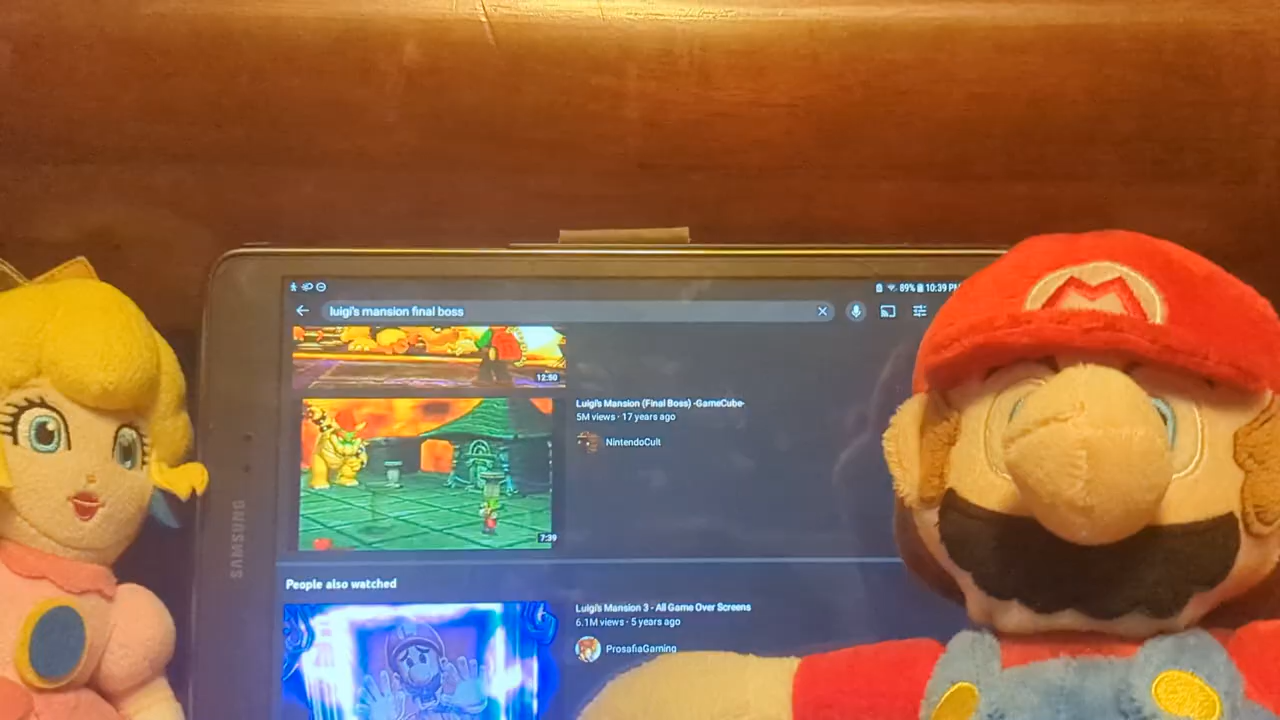 89% 10:39 PM
luigi's mansion final boss
12:50
Luigi's Mansion (Final Boss) -GameCube-
5M views · 17 years ago
NintendoCult
7:39
People also watched
Luigi's Mansion 3 - All Game Over Screens
6.1M views · 5 years ago
ProsafiaGaming
SAMSUNG
M